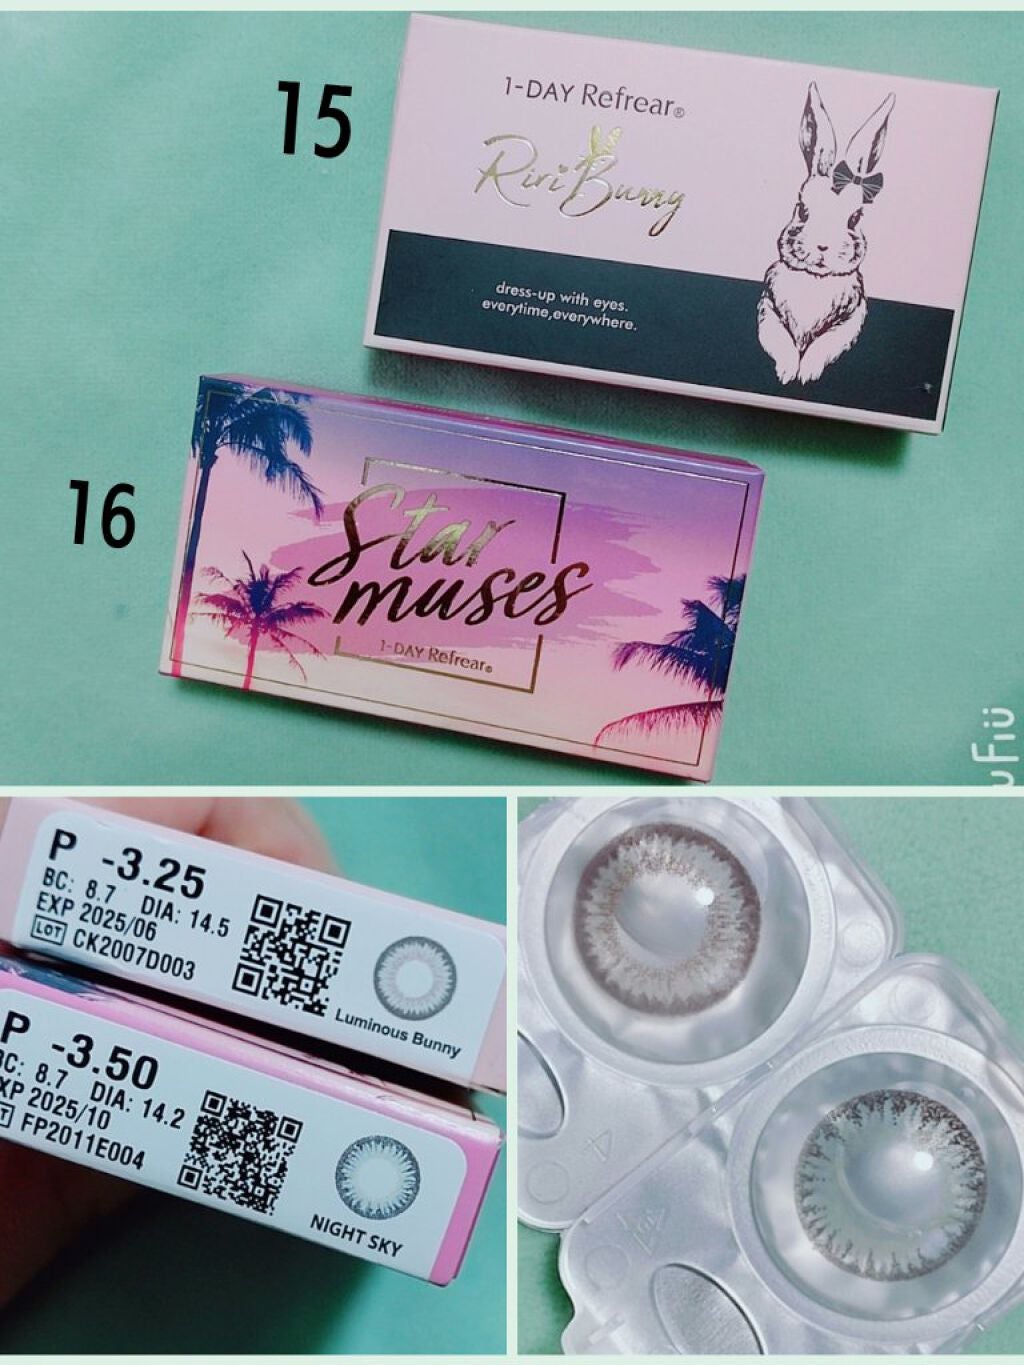 15
1-DAY Refrear®
Riri Bunny
dress-up with eyes.
everytime,everywhere.
16
Star
muses
1-DAY Refrear®
P -3.25
BC: 8.7 DIA: 14.5
EXP 2025/06
LOT CK2007D003
Luminous Bunny
P -3.50
BC: 8.7 DIA: 14.2
EXP 2025/10
FP2011E004
NIGHT SKY